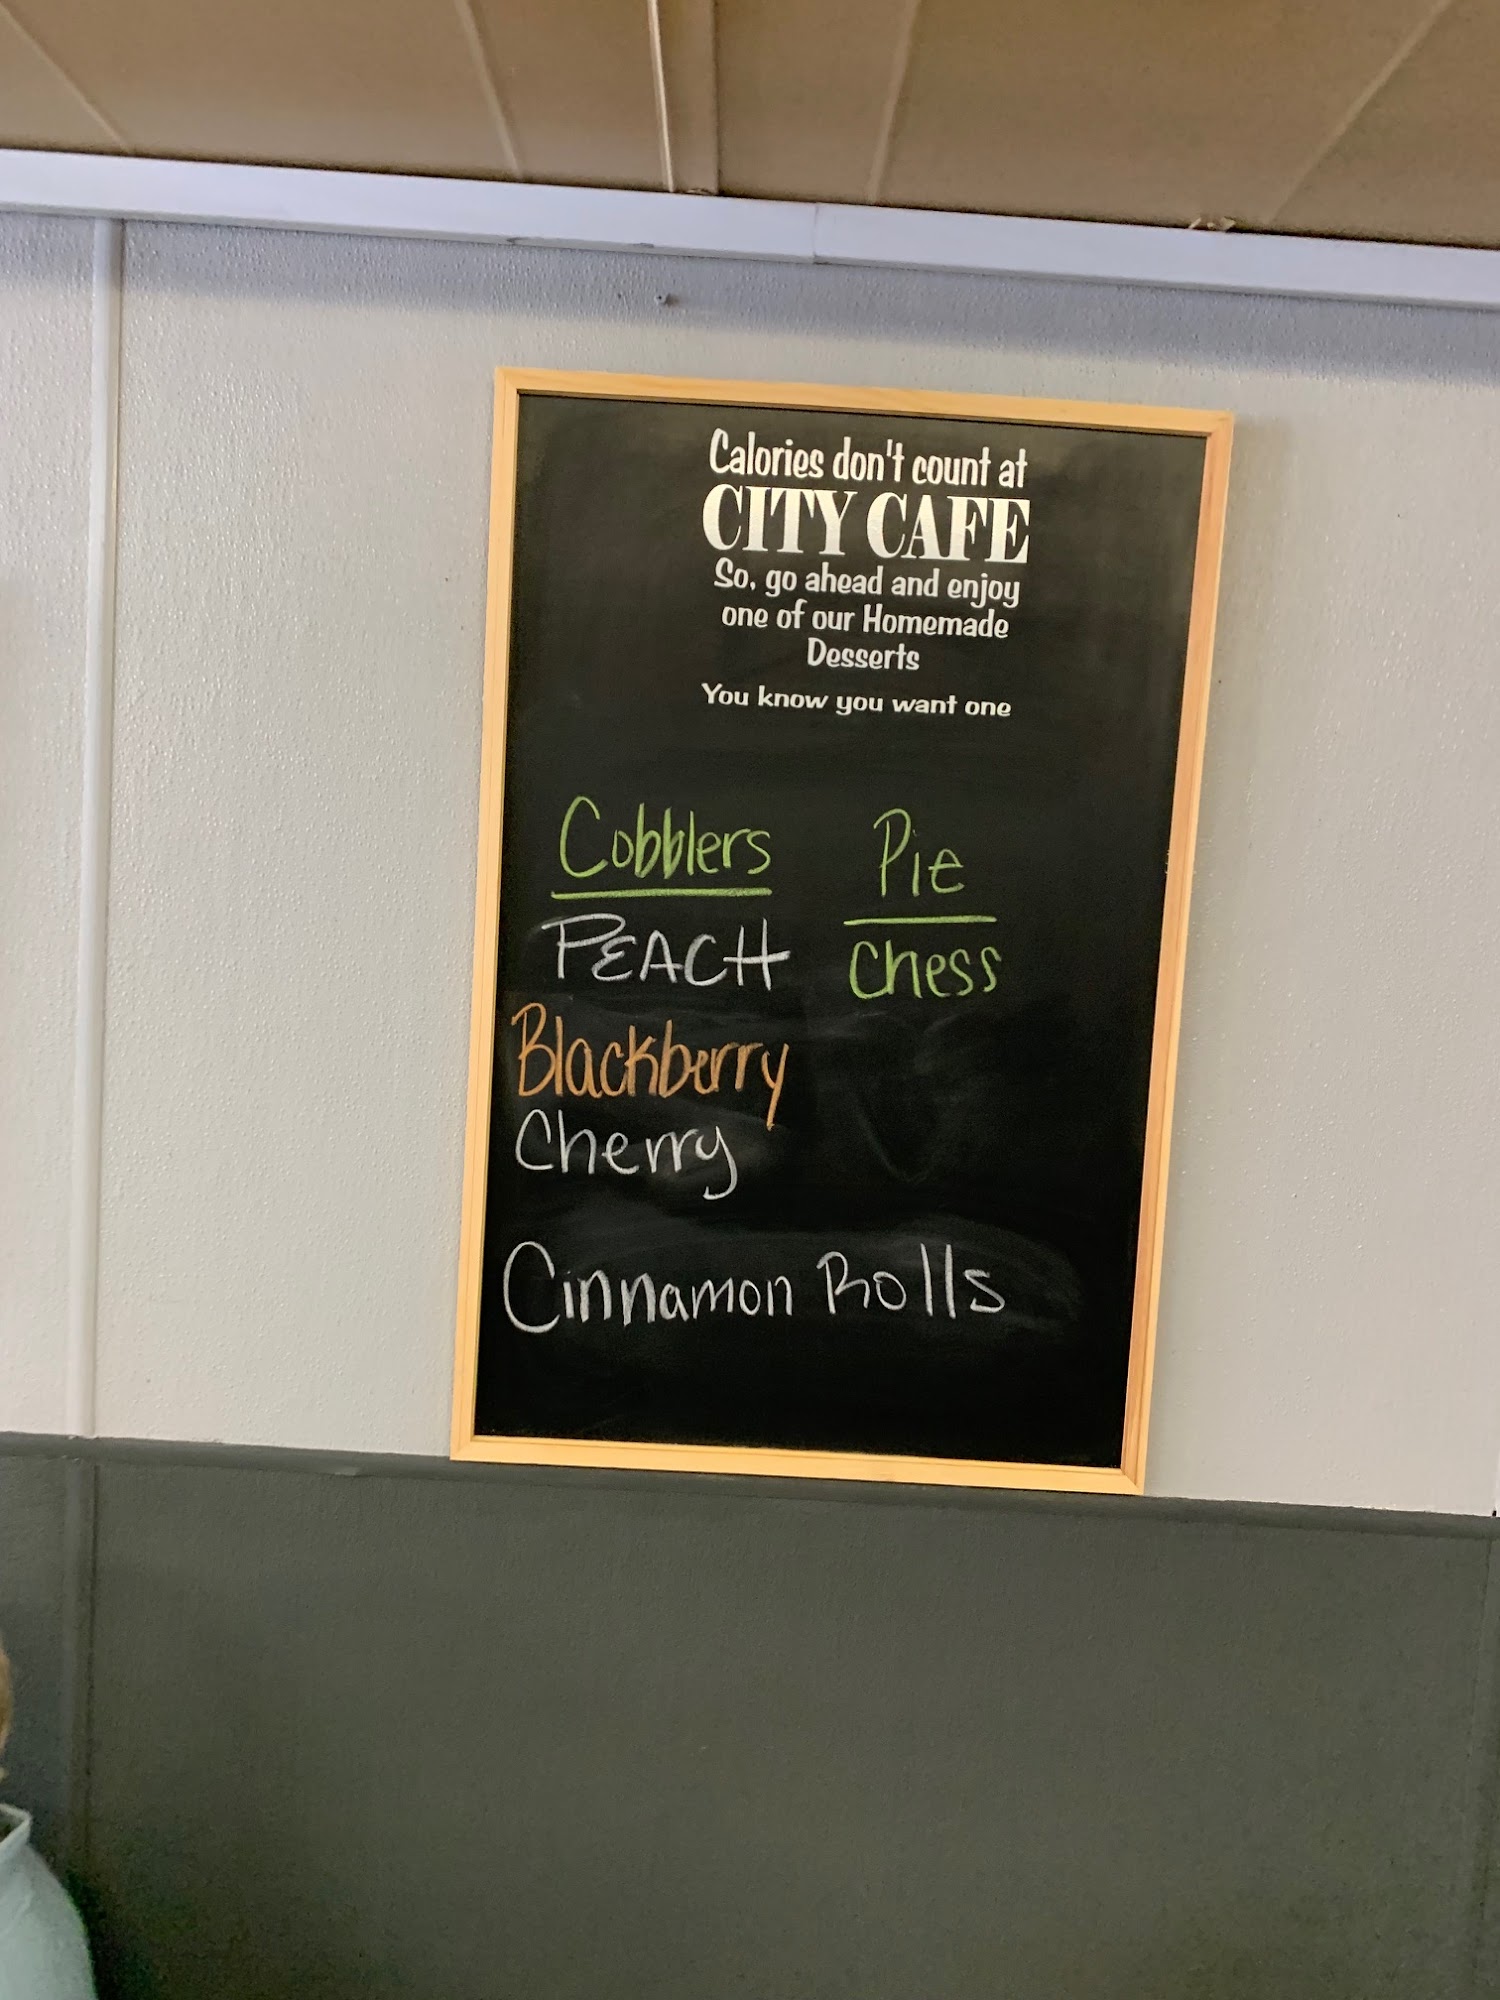 Calories don't count at
CITY CAFE
So, go ahead and enjoy
one of our Homemade
Desserts
You know you want one
Cobblers
PEACH
Blackberry
Cherry
Pie
Chess
Cinnamon Rolls